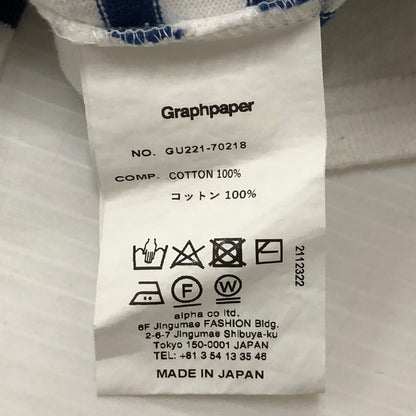 Graphpaper
NO. GU221-70218
COMP. COTTON 100%
コットン 100%
2112322
F
W
alpha co ltd.
6F Jingumae FASHION Bldg.
2-6-7 Jingumae Shibuya-ku
Tokyo 150-0001 JAPAN
TEL: +81 3 54 13 35 46
MADE IN JAPAN